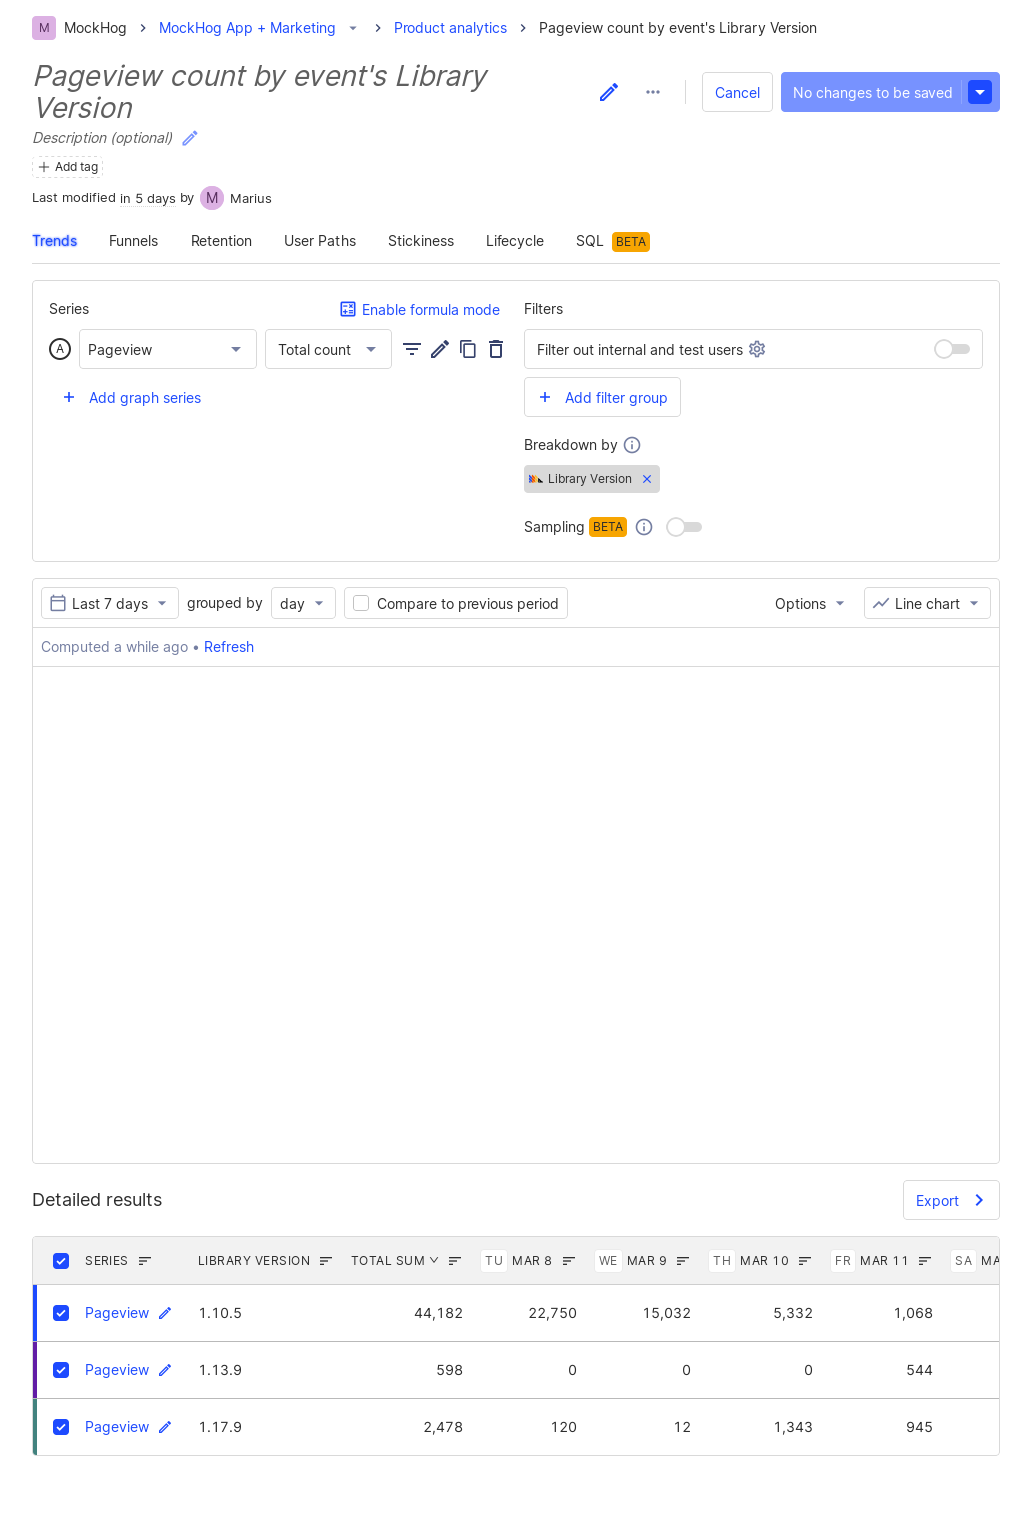 M MockHog MockHog App + Marketing Product analytics Pageview count by event's Library Version
Pageview count by event's Library
Version
Cancel
No changes to be saved
Description (optional)
Add tag
Last modified in 5 days by M Marius
Trends Funnels Retention User Paths Stickiness Lifecycle SQL BETA
Series
Enable formula mode
A Pageview Total count
Add graph series
Filters
Filter out internal and test users
Add filter group
Breakdown by
Library Version
Sampling BETA
Last 7 days grouped by day Compare to previous period Options Line chart
Computed a while ago • Refresh
Detailed results
Export
SERIES LIBRARY VERSION TOTAL SUM TU MAR 8 WE MAR 9 TH MAR 10 FR MAR 11 SA MA
Pageview 1.10.5 44,182 22,750 15,032 5,332 1,068
Pageview 1.13.9 598 0 0 0 544
Pageview 1.17.9 2,478 120 12 1,343 945